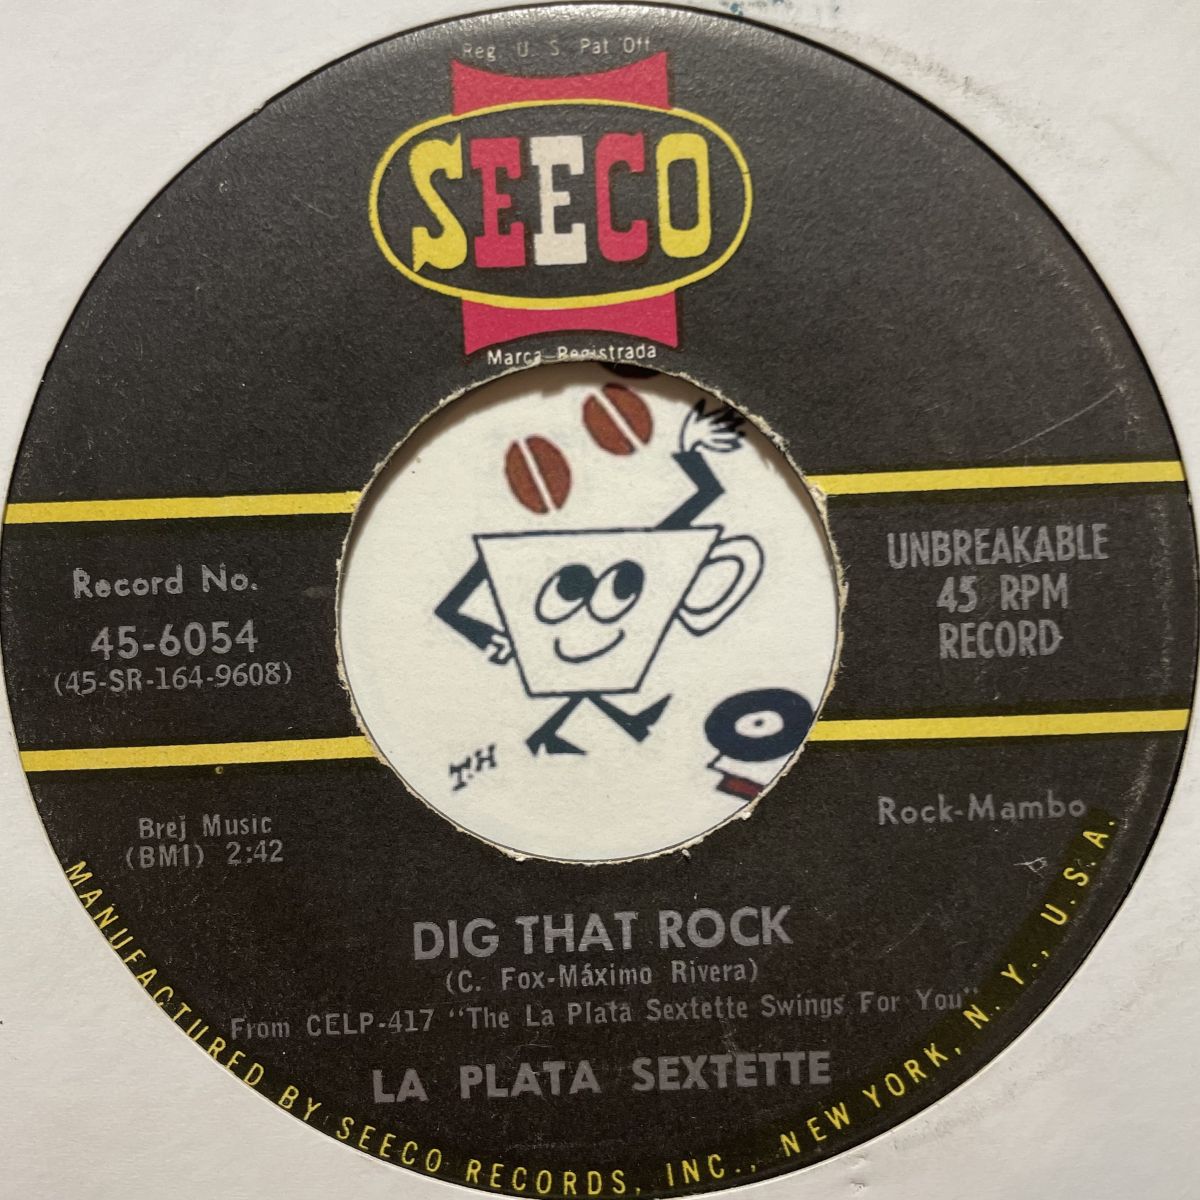 Reg U. S. Pat Off
SEECO
Marca Registrada
Record No.
45-6054
(45-SR-164-9608)
UNBREAKABLE
45 RPM
RECORD
T.H
Brej Music
(BMI) 2:42
Rock-Mambo
DIG THAT ROCK
(C. Fox-Máximo Rivera)
From CELP-417 "The La Plata Sextette Swings For You"
LA PLATA SEXTETTE
MANUFACTURED BY SEECO RECORDS, INC., NEW YORK, N. Y., U. S. A.